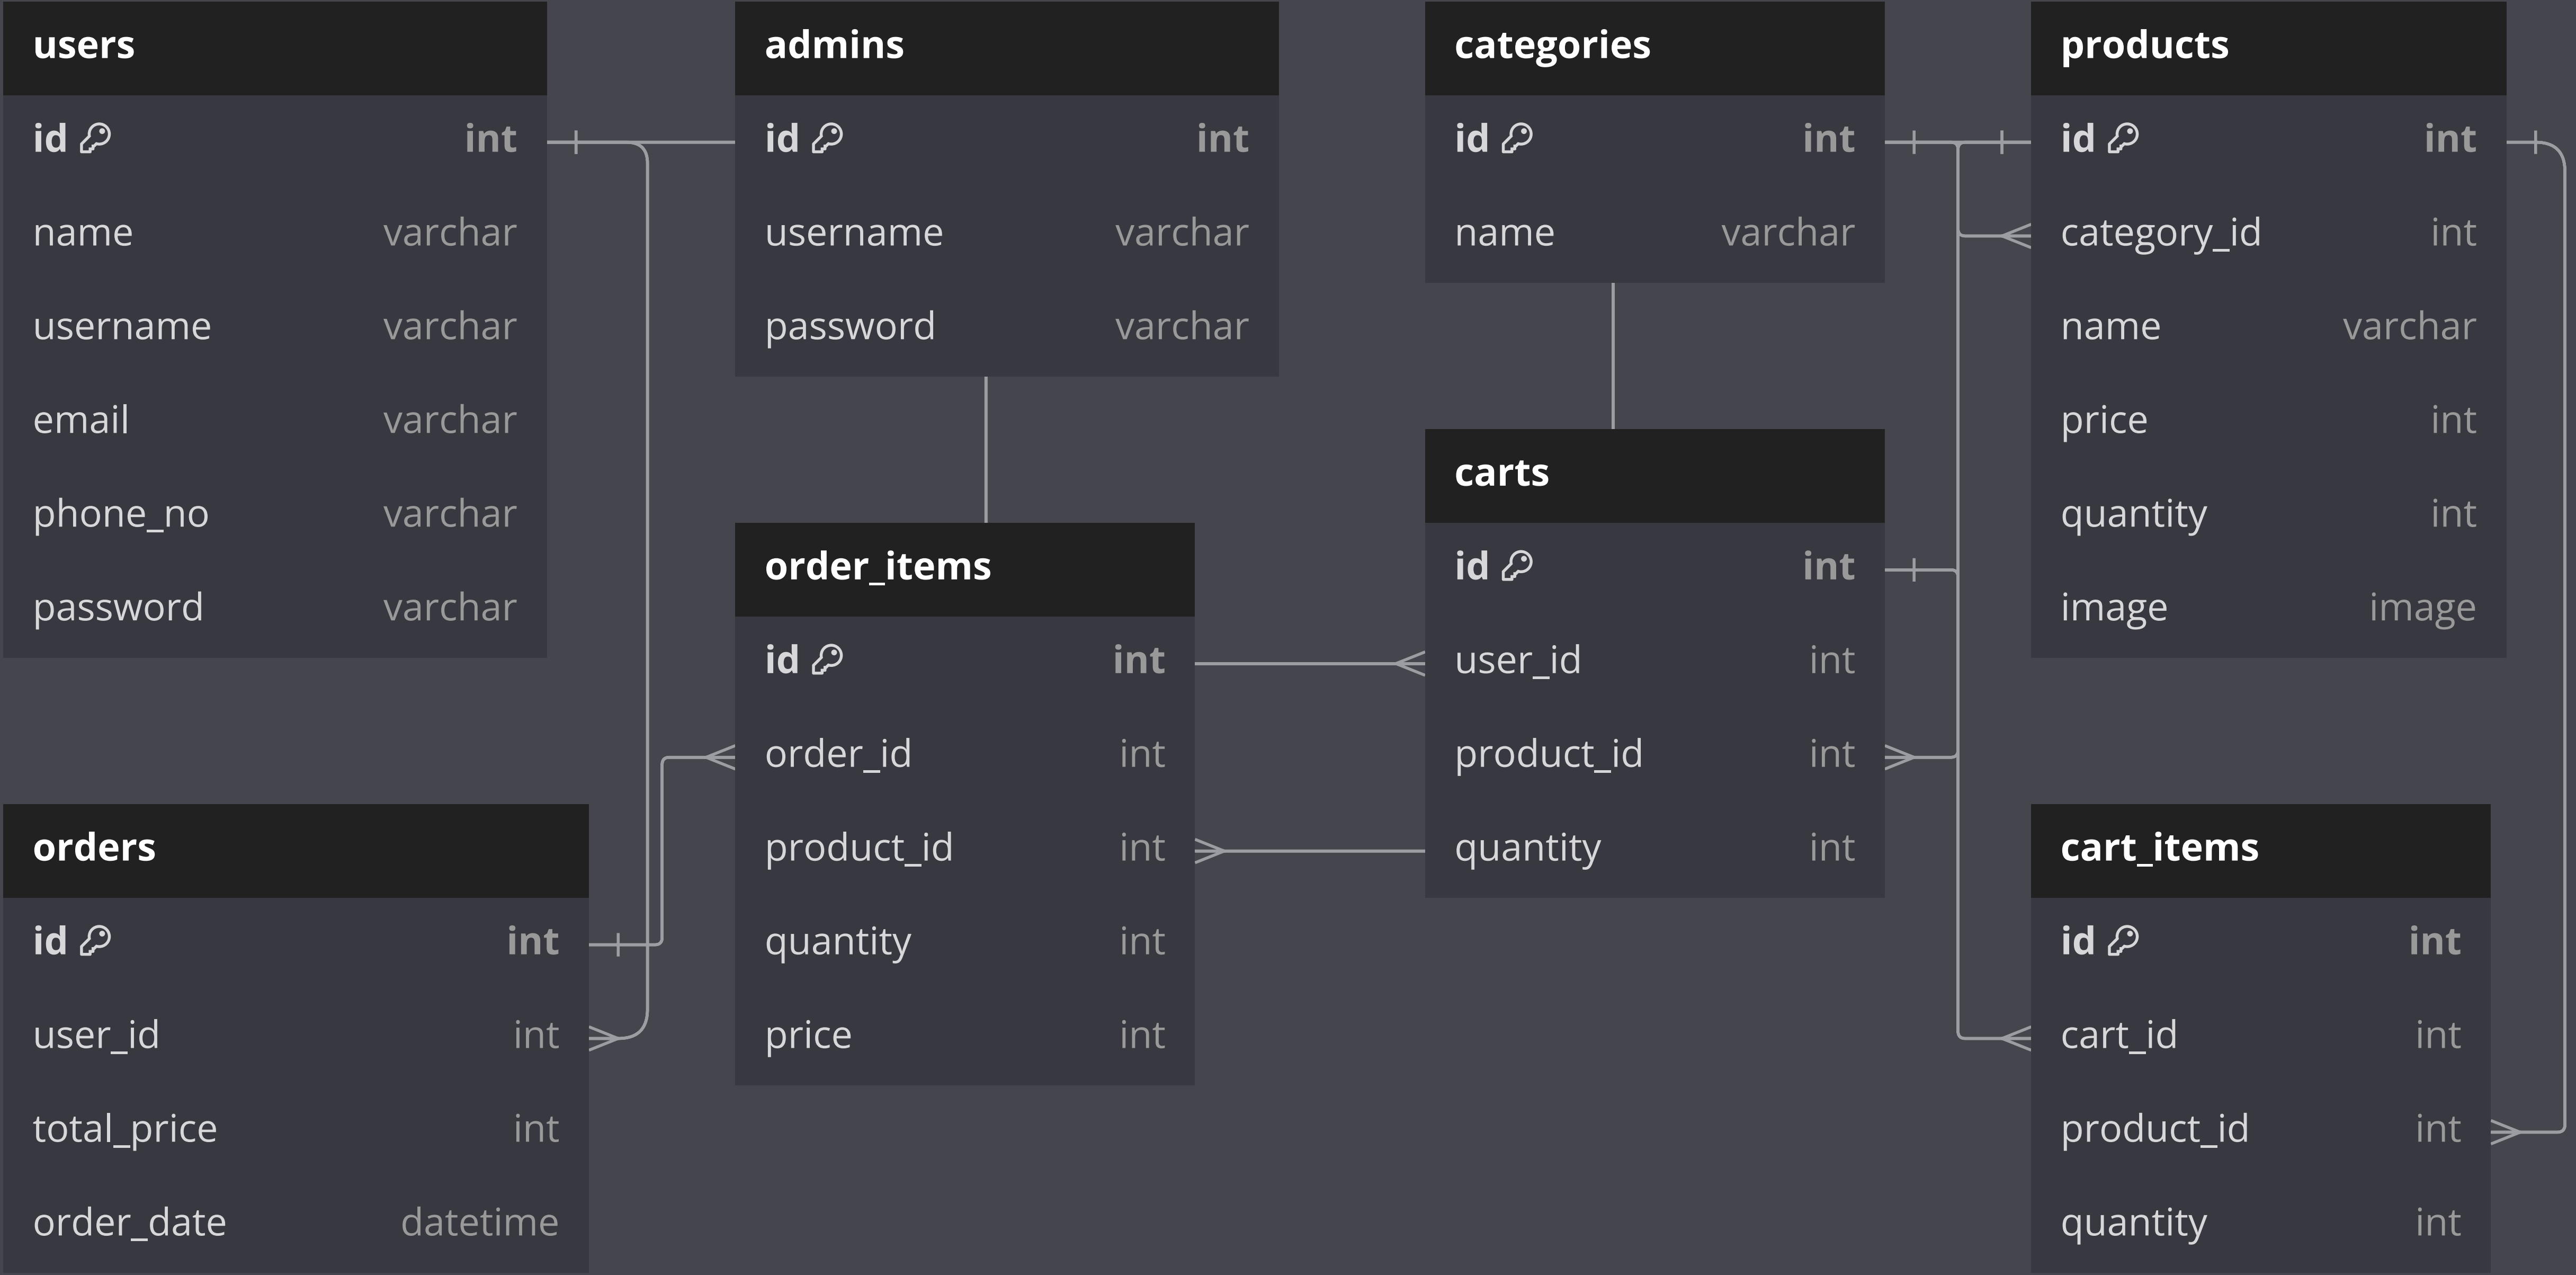 users
id int
name varchar
username varchar
email varchar
phone_no varchar
password varchar
admins
id int
username varchar
password varchar
categories
id int
name varchar
products
id int
category_id int
name varchar
price int
quantity int
image image
carts
id int
user_id int
product_id int
quantity int
order_items
id int
order_id int
product_id int
quantity int
price int
orders
id int
user_id int
total_price int
order_date datetime
cart_items
id int
cart_id int
product_id int
quantity int